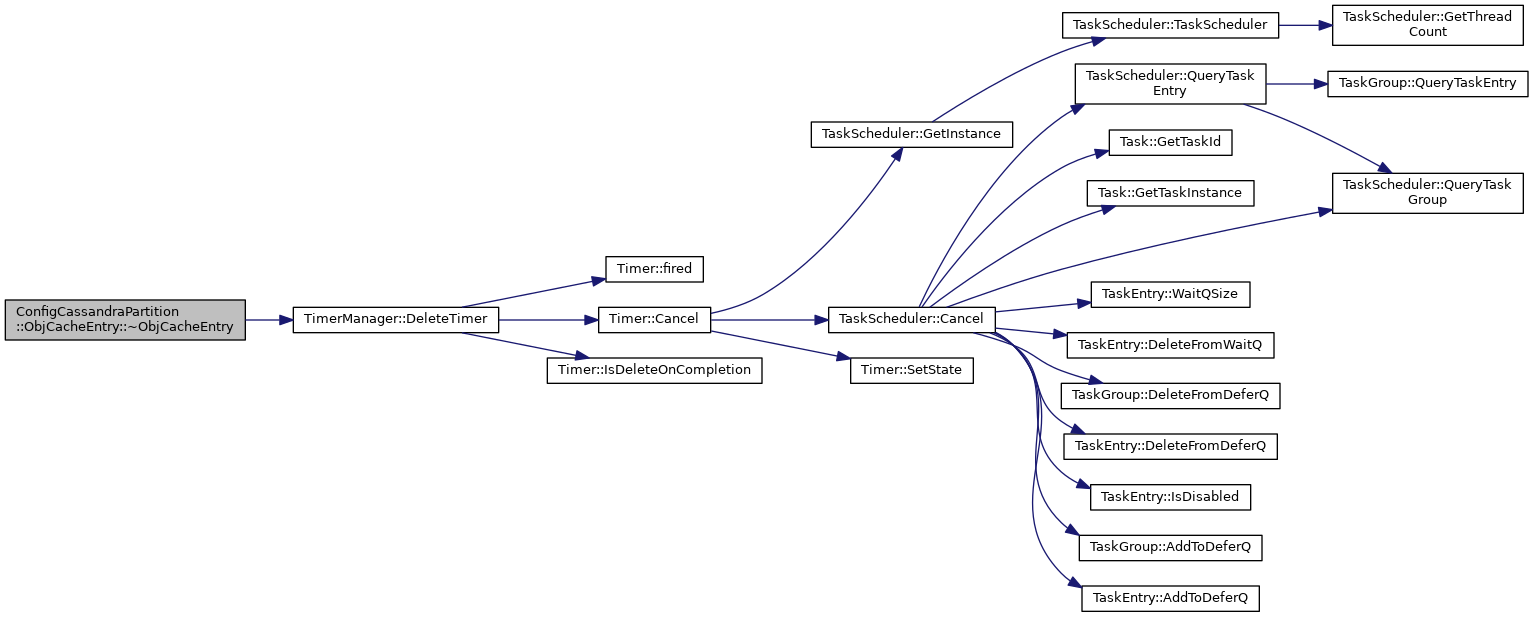 ConfigCassandraPartition
::ObjCacheEntry::~ObjCacheEntry
TimerManager::DeleteTimer
Timer::fired
Timer::Cancel
Timer::IsDeleteOnCompletion
TaskScheduler::GetInstance
TaskScheduler::Cancel
Timer::SetState
TaskScheduler::TaskScheduler
TaskScheduler::QueryTask
Entry
Task::GetTaskId
Task::GetTaskInstance
TaskEntry::WaitQSize
TaskEntry::DeleteFromWaitQ
TaskGroup::DeleteFromDeferQ
TaskEntry::DeleteFromDeferQ
TaskEntry::IsDisabled
TaskGroup::AddToDeferQ
TaskEntry::AddToDeferQ
TaskScheduler::GetThread
Count
TaskGroup::QueryTaskEntry
TaskScheduler::QueryTask
Group